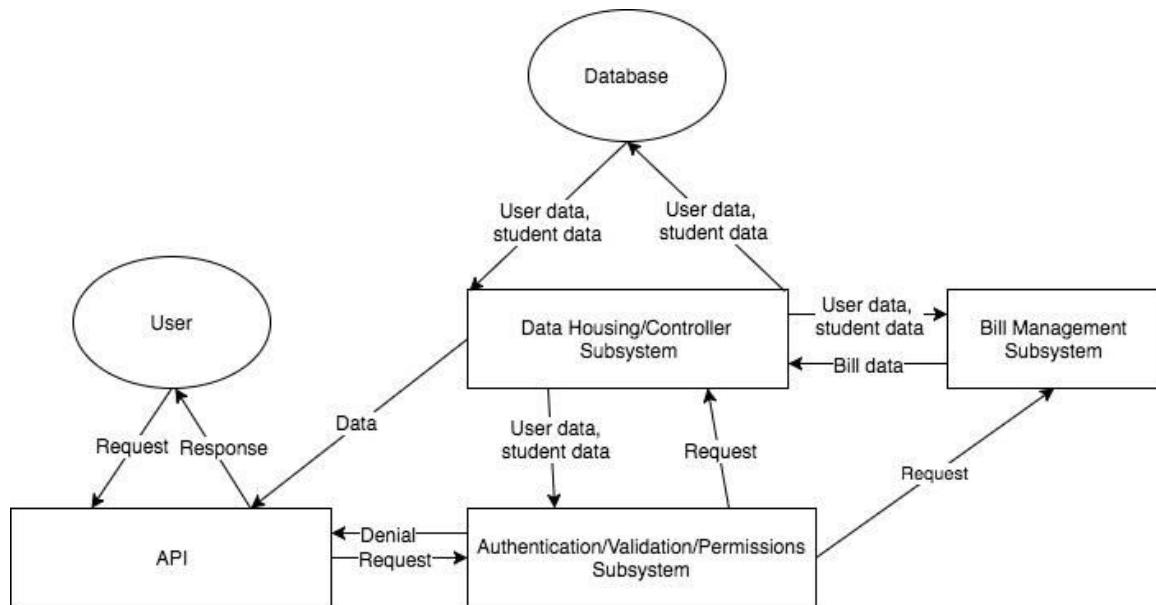 Database
User data,
student data
User data,
student data
User
Data Housing/Controller
Subsystem
User data,
student data
Bill data
Bill Management
Subsystem
Data
Request
Response
User data,
student data
Request
Request
API
Denial
Request
Authentication/Validation/Permissions
Subsystem